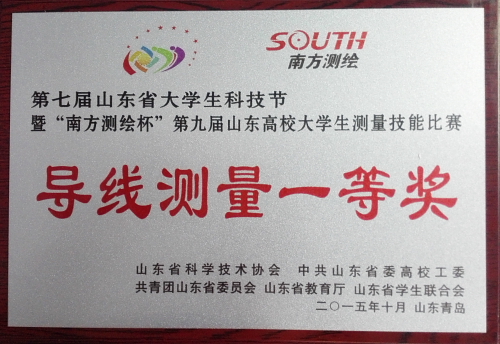 SOUTH
南方测绘
第七届山东省大学生科技节
暨“南方测绘杯”第九届山东高校大学生测量技能比赛
导线测量一等奖
山东省科学技术协会 中共山东省委高校工委
共青团山东省委员会 山东省教育厅 山东省学生联合会
二〇一五年十月 山东青岛